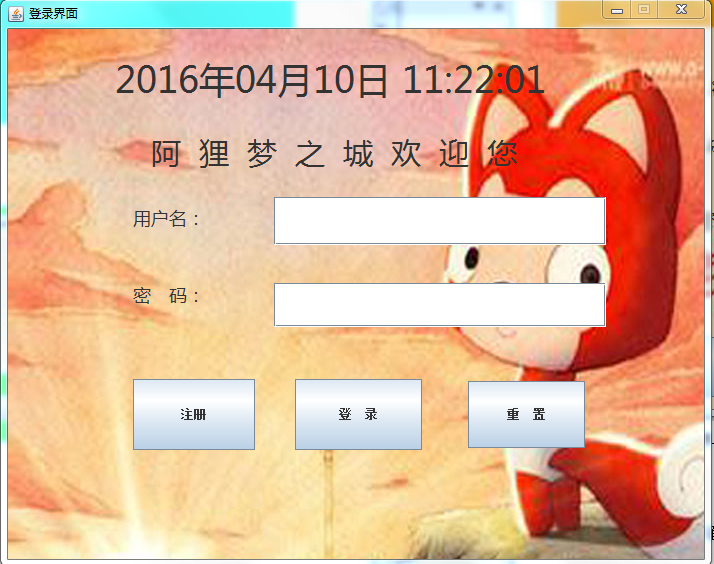 登录界面
2016年04月10日 11:22:01
阿 狸 梦 之 城 欢 迎 您
用户名：
密　码：
注册
登　录
重　置